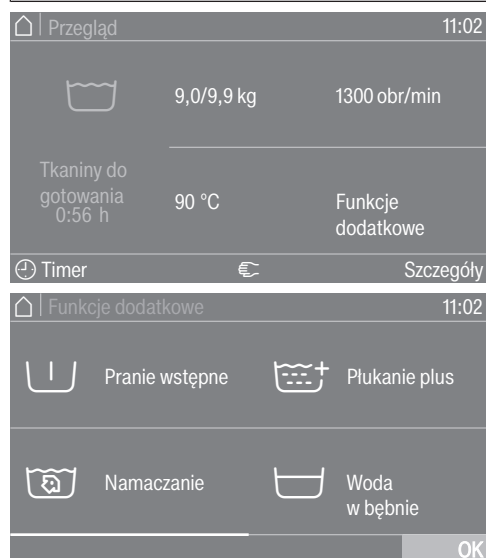 Przegląd 11:02
9,0/9,9 kg 1300 obr/min
Tkaniny do
gotowania
0:56 h
90 °C Funkcje
dodatkowe
Timer Szczegóły
Funkcje dodatkowe 11:02
Pranie wstępne Płukanie plus
Namaczanie Woda
w bębnie
OK